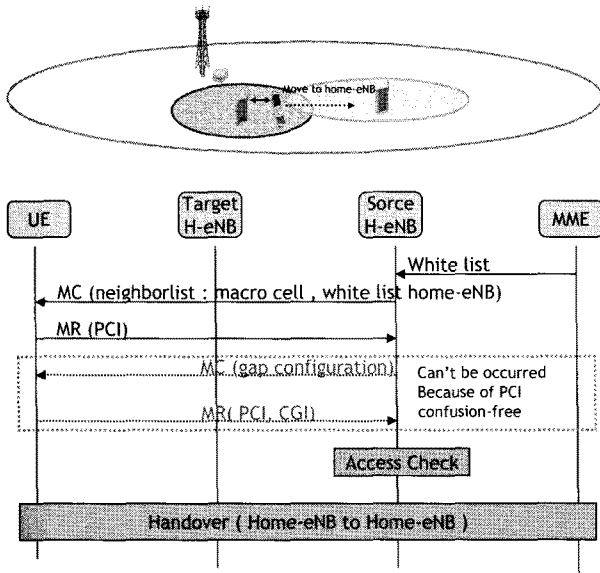 Move to home-eNB
UE
Target
H-eNB
Sorce
H-eNB
MME
White list
MC (neighborlist : macro cell , white list home-eNB)
MR (PCI)
MC (gap configuration)
Can't be occurred
Because of PCI
confusion-free
MR( PCI, CGI)
Access Check
Handover ( Home-eNB to Home-eNB )